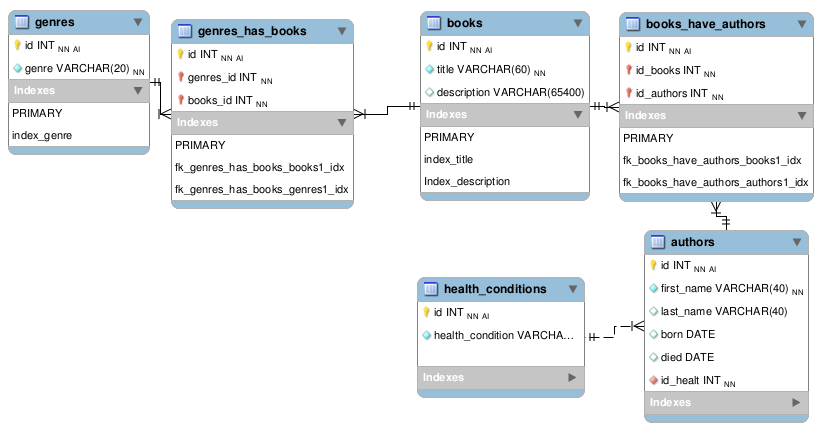 genres
id INT NN AI
genre VARCHAR(20) NN
Indexes
PRIMARY
index_genre
genres_has_books
id INT NN AI
genres_id INT NN
books_id INT NN
Indexes
PRIMARY
fk_genres_has_books_books1_idx
fk_genres_has_books_genres1_idx
books
id INT NN AI
title VARCHAR(60) NN
description VARCHAR(65400)
Indexes
PRIMARY
index_title
Index_description
books_have_authors
id INT NN AI
id_books INT NN
id_authors INT NN
Indexes
PRIMARY
fk_books_have_authors_books1_idx
fk_books_have_authors_authors1_idx
health_conditions
id INT NN AI
health_condition VARCHA...
Indexes
authors
id INT NN AI
first_name VARCHAR(40) NN
last_name VARCHAR(40)
born DATE
died DATE
id_healt INT NN
Indexes